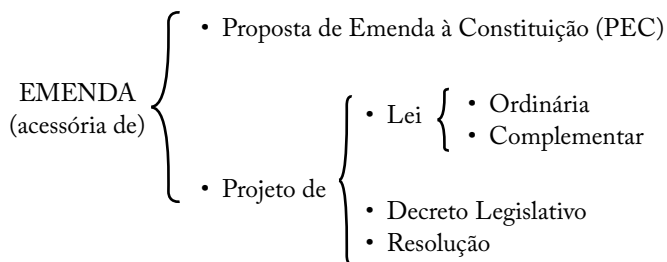 • Proposta de Emenda à Constituição (PEC)
EMENDA
(acessória de)
• Projeto de
• Lei
• Ordinária
• Complementar
• Decreto Legislativo
• Resolução